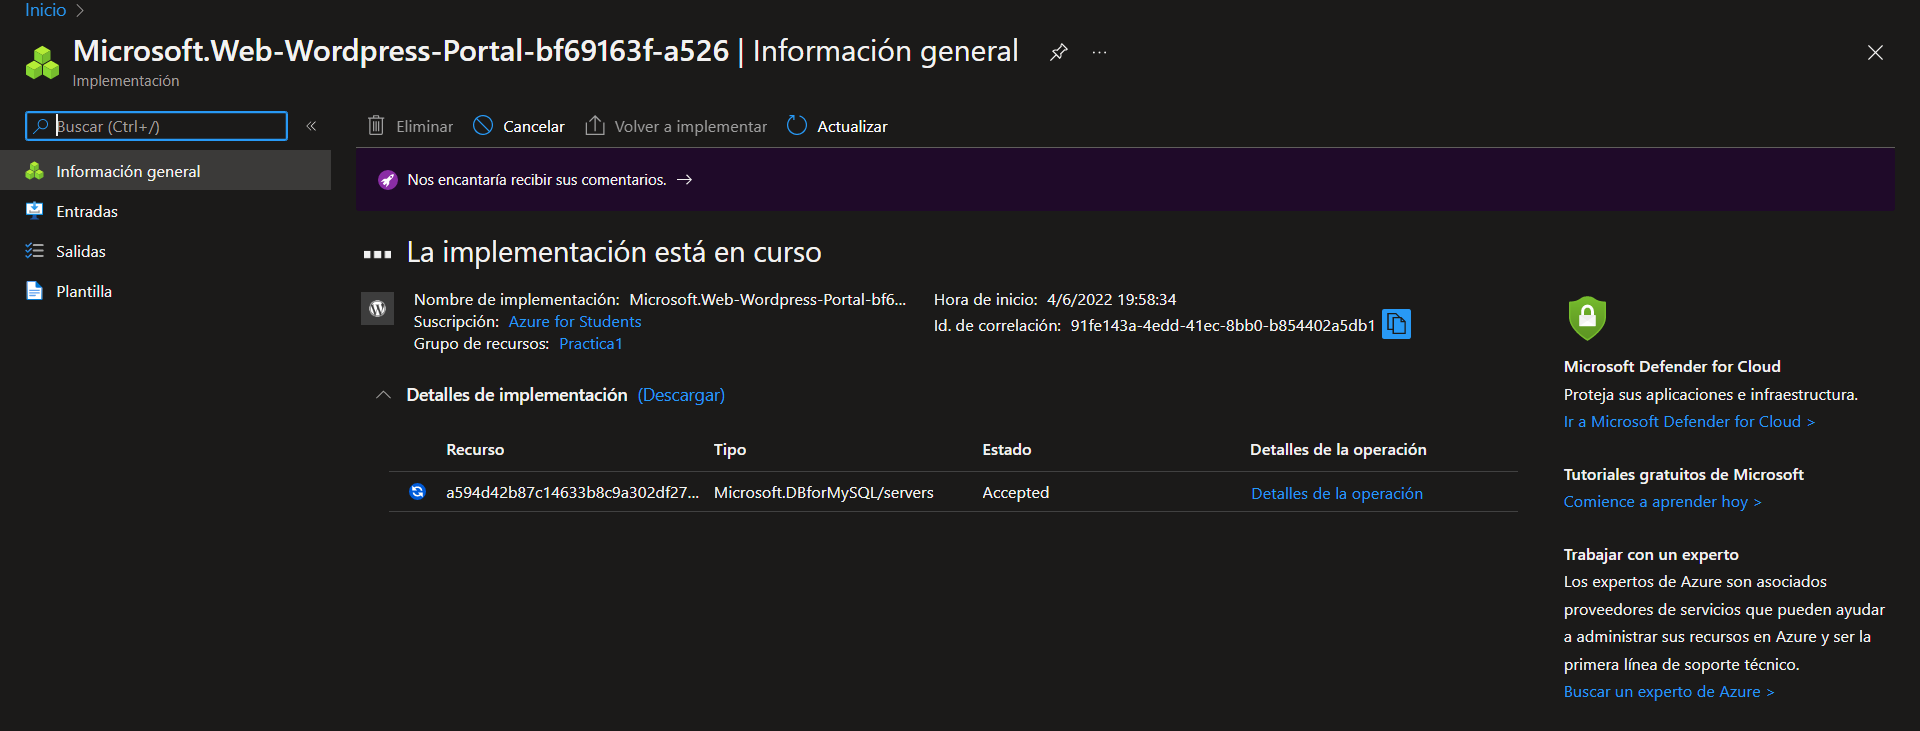 Inicio >
Microsoft.Web-Wordpress-Portal-bf69163f-a526 | Información general
Implementación
Buscar (Ctrl+/)
Información general
Entradas
Salidas
Plantilla
Eliminar Cancelar Volver a implementar Actualizar
Nos encantaría recibir sus comentarios. →
La implementación está en curso
Nombre de implementación: Microsoft.Web-Wordpress-Portal-bf6...
Suscripción: Azure for Students
Grupo de recursos: Practica1
Hora de inicio: 4/6/2022 19:58:34
Id. de correlación: 91fe143a-4edd-41ec-8bb0-b854402a5db1
Detalles de implementación (Descargar)
Recurso Tipo Estado Detalles de la operación
a594d42b87c14633b8c9a302df27... Microsoft.DBforMySQL/servers Accepted Detalles de la operación
Microsoft Defender for Cloud
Proteja sus aplicaciones e infraestructura.
Ir a Microsoft Defender for Cloud >
Tutoriales gratuitos de Microsoft
Comience a aprender hoy >
Trabajar con un experto
Los expertos de Azure son asociados
proveedores de servicios que pueden ayudar
a administrar sus recursos en Azure y ser la
primera línea de soporte técnico.
Buscar un experto de Azure >